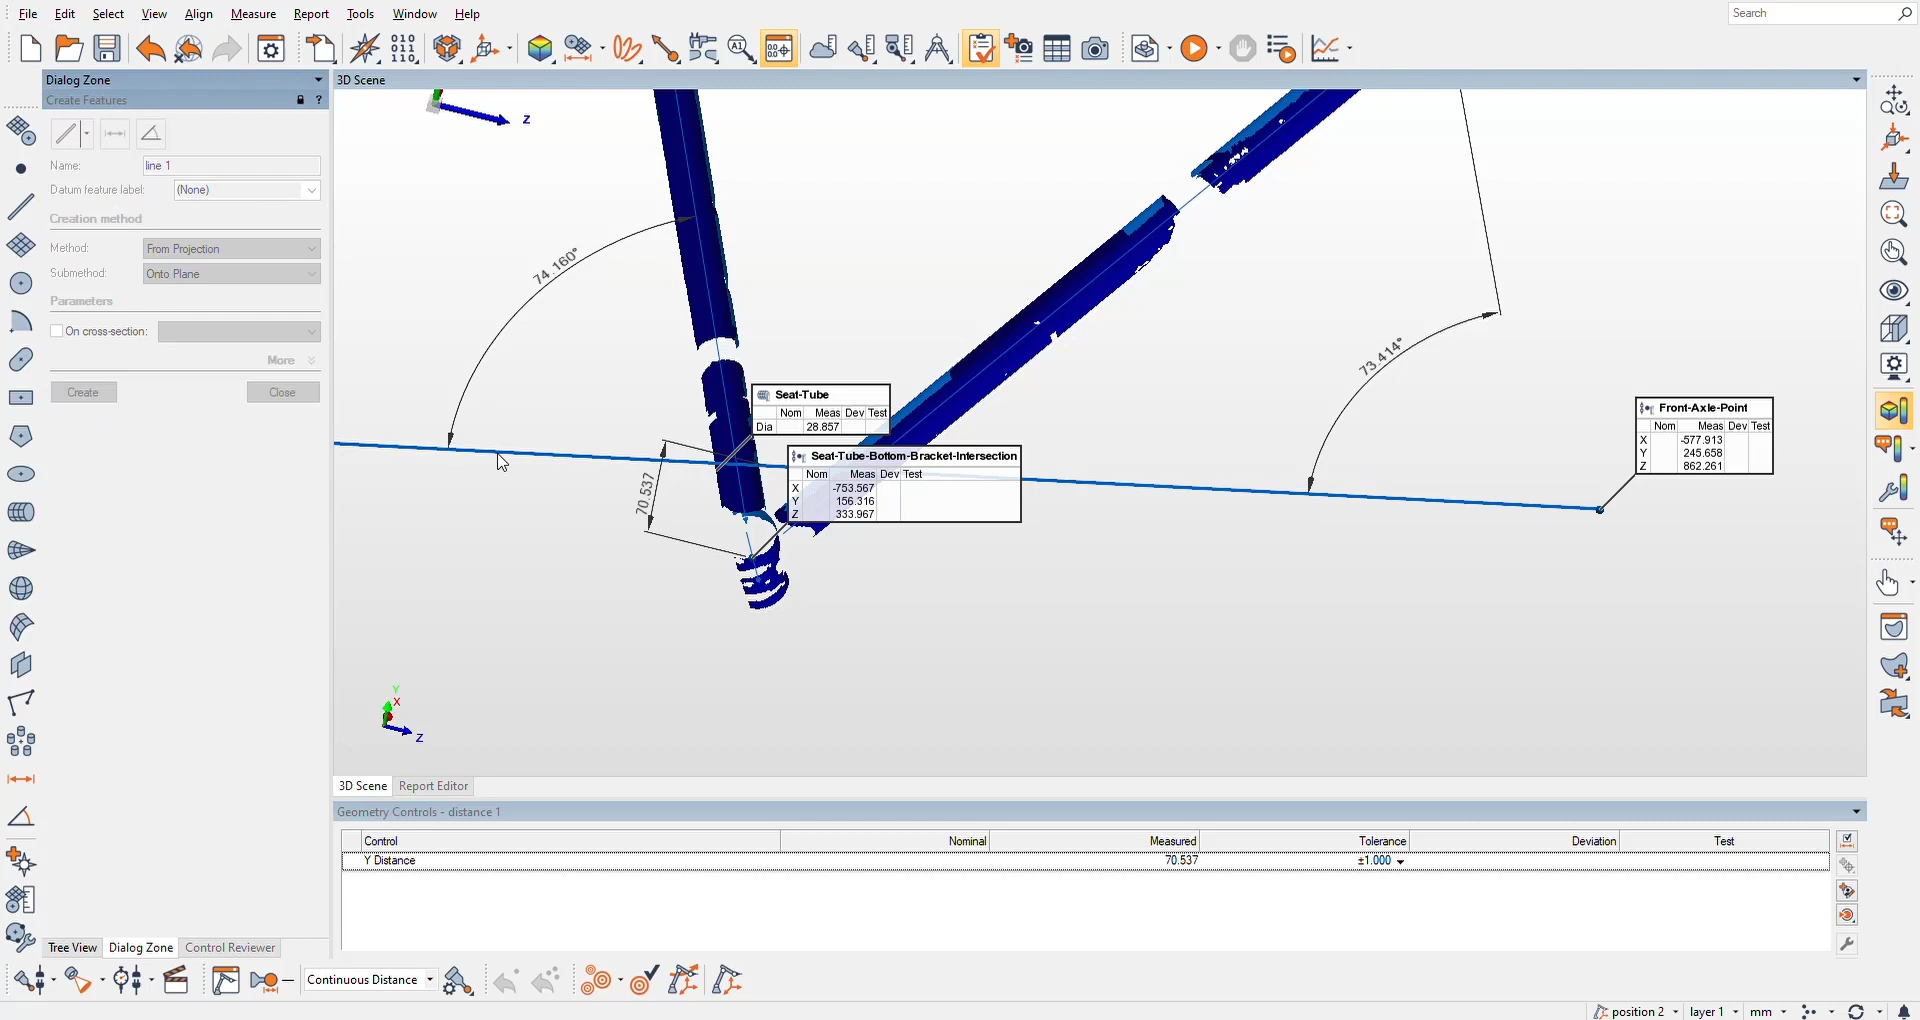 File Edit Select View Align Measure Report Tools Window Help
Search
Dialog Zone
3D Scene
Create Features
?
Name: line 1
Datum feature label: (None)
Creation method
Method: From Projection
Submethod: Onto Plane
Parameters
On cross-section:
More
Create Close
Z
74.160°
73.414°
70.537
Seat-Tube
Nom Meas Dev Test
Dia 28.857
Seat-Tube-Bottom-Bracket-Intersection
Nom Meas Dev Test
X -753.567
Y 156.316
Z 333.967
Front-Axle-Point
Nom Meas Dev Test
X -577.913
Y 245.658
Z 862.261
Y
X
Z
3D Scene Report Editor
Geometry Controls - distance 1
Control Nominal Measured Tolerance Deviation Test
Y Distance 70.537 ±1.000
Tree View Dialog Zone Control Reviewer
Continuous Distance
position 2 layer 1 mm